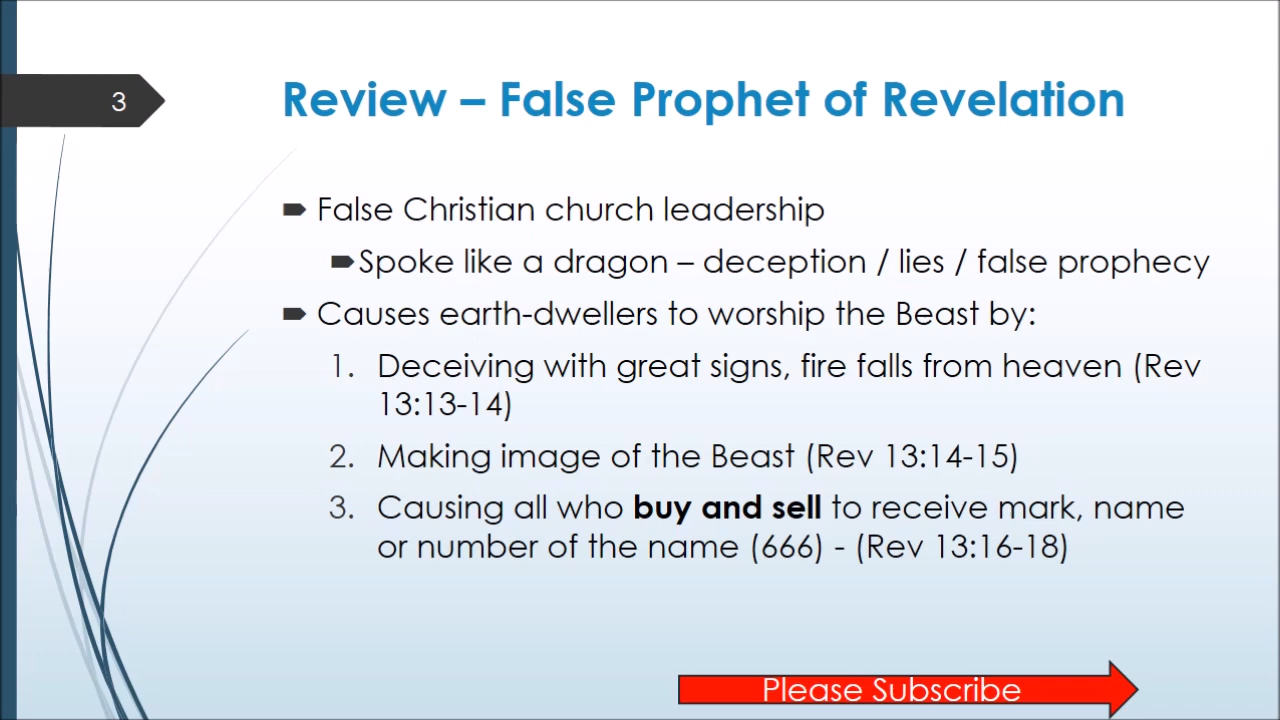 3
Review – False Prophet of Revelation
False Christian church leadership
Spoke like a dragon – deception / lies / false prophecy
Causes earth-dwellers to worship the Beast by:
1. Deceiving with great signs, fire falls from heaven (Rev
13:13-14)
2. Making image of the Beast (Rev 13:14-15)
3. Causing all who buy and sell to receive mark, name
or number of the name (666) - (Rev 13:16-18)
Please Subscribe